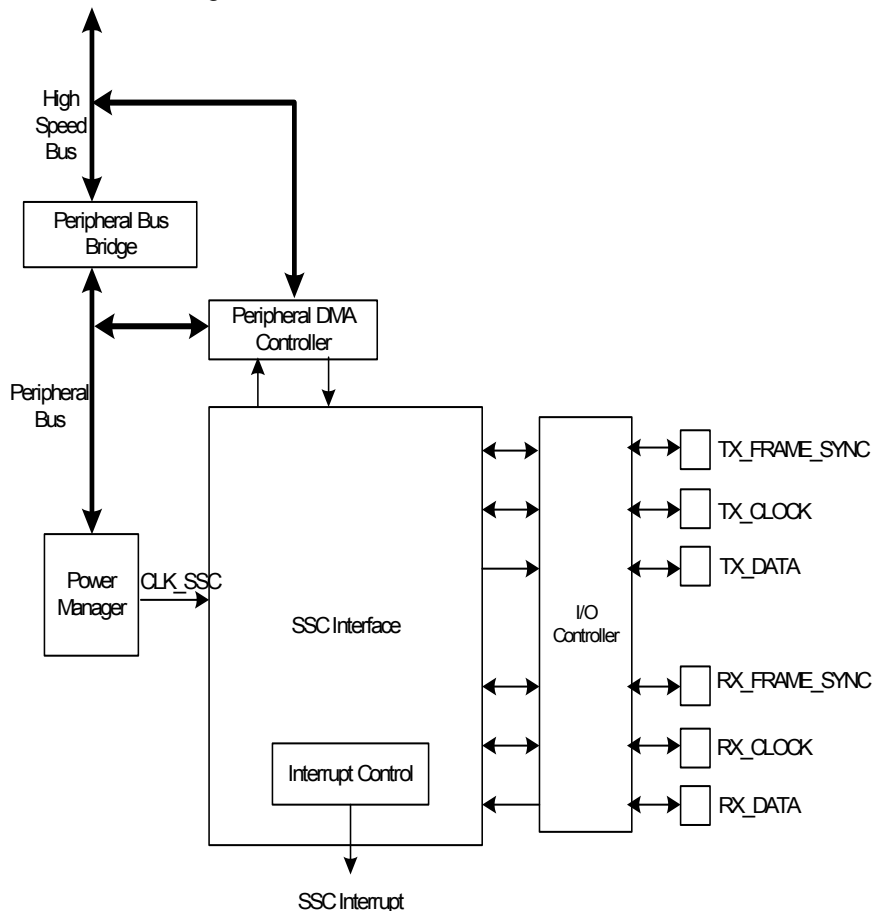 High
Speed
Bus
Peripheral Bus
Bridge
Peripheral DMA
Controller
Peripheral
Bus
TX_FRAME_SYNC
TX_CLOCK
TX_DATA
Power
Manager
CLK_SSC
SSC Interface
I/O
Controller
RX_FRAME_SYNC
RX_CLOCK
Interrupt Control
RX_DATA
SSC Interrupt